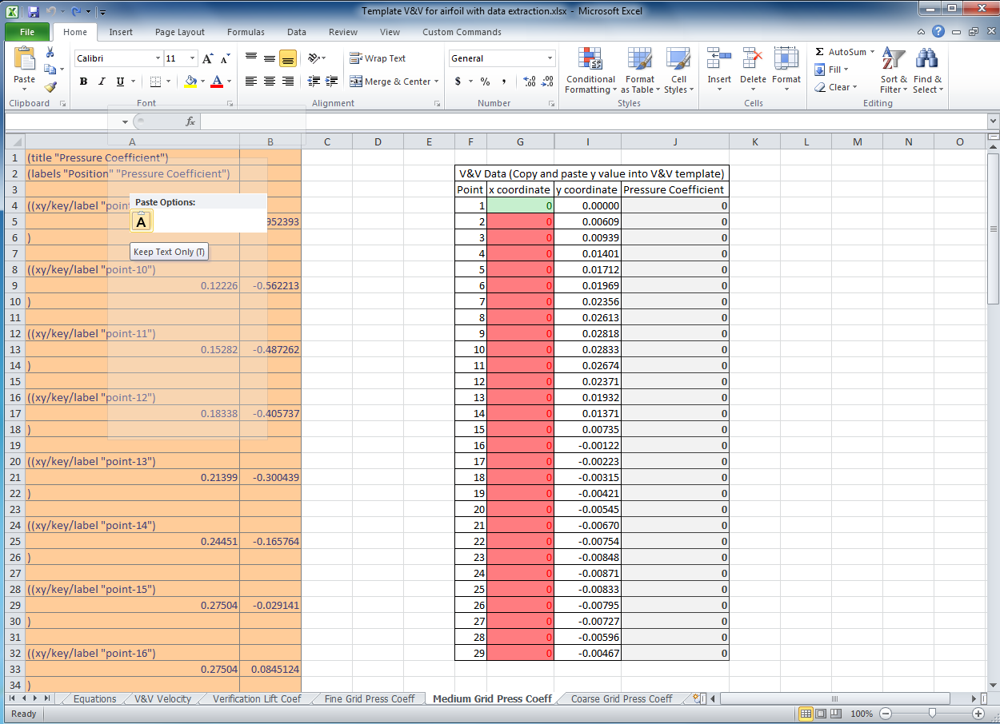 Template V&V for airfoil with data extraction.xlsx - Microsoft Excel
File Home Insert Page Layout Formulas Data Review View Custom Commands
Paste
Clipboard
Calibri 11
B I U
Font
Wrap Text
Merge & Center
Alignment
General
$ % ,
Number
Conditional Formatting
Format as Table
Cell Styles
Styles
Insert Delete Format
Cells
Σ AutoSum
Fill
Clear
Sort & Filter
Find & Select
Editing
fx
A B C D E F G I J K L M N O
1 (title "Pressure Coefficient")
2 (labels "Position" "Pressure Coefficient") V&V Data (Copy and paste y value into V&V template)
3 Point x coordinate y coordinate Pressure Coefficient
4 ((xy/key/label "point 1 0 0.00000 0
5 952393 2 0 0.00609 0
6 ) 3 0 0.00939 0
7 4 0 0.01401 0
8 ((xy/key/label "point-10") 5 0 0.01712 0
9 0.12226 -0.562213 6 0 0.01969 0
10 ) 7 0 0.02356 0
11 8 0 0.02613 0
12 ((xy/key/label "point-11") 9 0 0.02818 0
13 0.15282 -0.487262 10 0 0.02833 0
14 ) 11 0 0.02674 0
15 12 0 0.02371 0
16 ((xy/key/label "point-12") 13 0 0.01932 0
17 0.18338 -0.405737 14 0 0.01371 0
18 ) 15 0 0.00735 0
19 16 0 -0.00122 0
20 ((xy/key/label "point-13") 17 0 -0.00223 0
21 0.21399 -0.300439 18 0 -0.00315 0
22 ) 19 0 -0.00421 0
23 20 0 -0.00545 0
24 ((xy/key/label "point-14") 21 0 -0.00670 0
25 0.24451 -0.165764 22 0 -0.00754 0
26 ) 23 0 -0.00848 0
27 24 0 -0.00871 0
28 ((xy/key/label "point-15") 25 0 -0.00833 0
29 0.27504 -0.029141 26 0 -0.00795 0
30 ) 27 0 -0.00727 0
31 28 0 -0.00596 0
32 ((xy/key/label "point-16") 29 0 -0.00467 0
33 0.27504 0.0845124
34 )
Paste Options:
A
Keep Text Only (T)
Equations V&V Velocity Verification Lift Coef Fine Grid Press Coeff Medium Grid Press Coeff Coarse Grid Press Coeff
Ready 100%